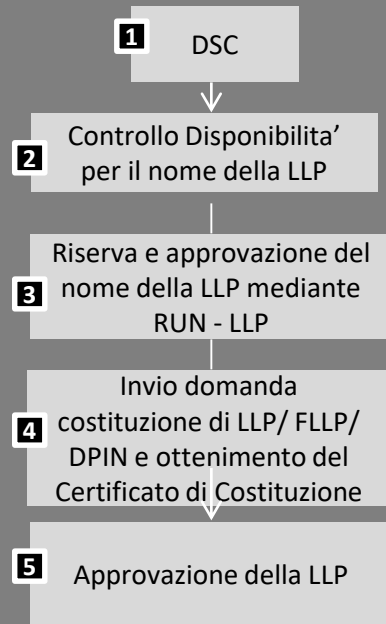 1
DSC
2
Controllo Disponibilita’
per il nome della LLP
3
Riserva e approvazione del
nome della LLP mediante
RUN - LLP
4
Invio domanda
costituzione di LLP/ FLLP/
DPIN e ottenimento del
Certificato di Costituzione
5
Approvazione della LLP